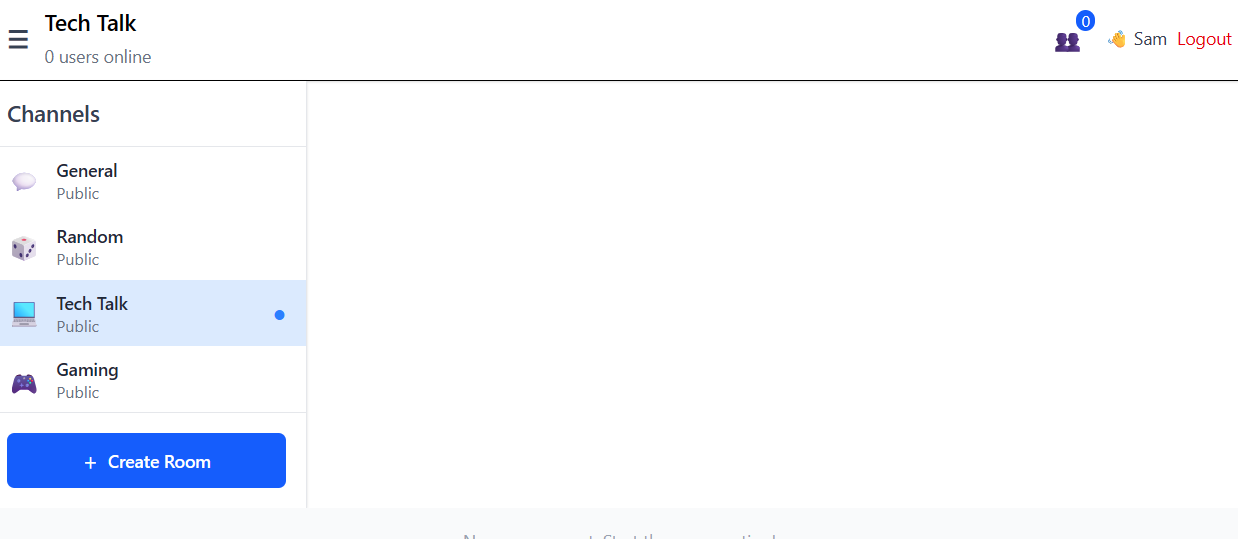 Tech Talk
0 users online
0
Sam
Logout
Channels
General
Public
Random
Public
Tech Talk
Public
Gaming
Public
+ Create Room